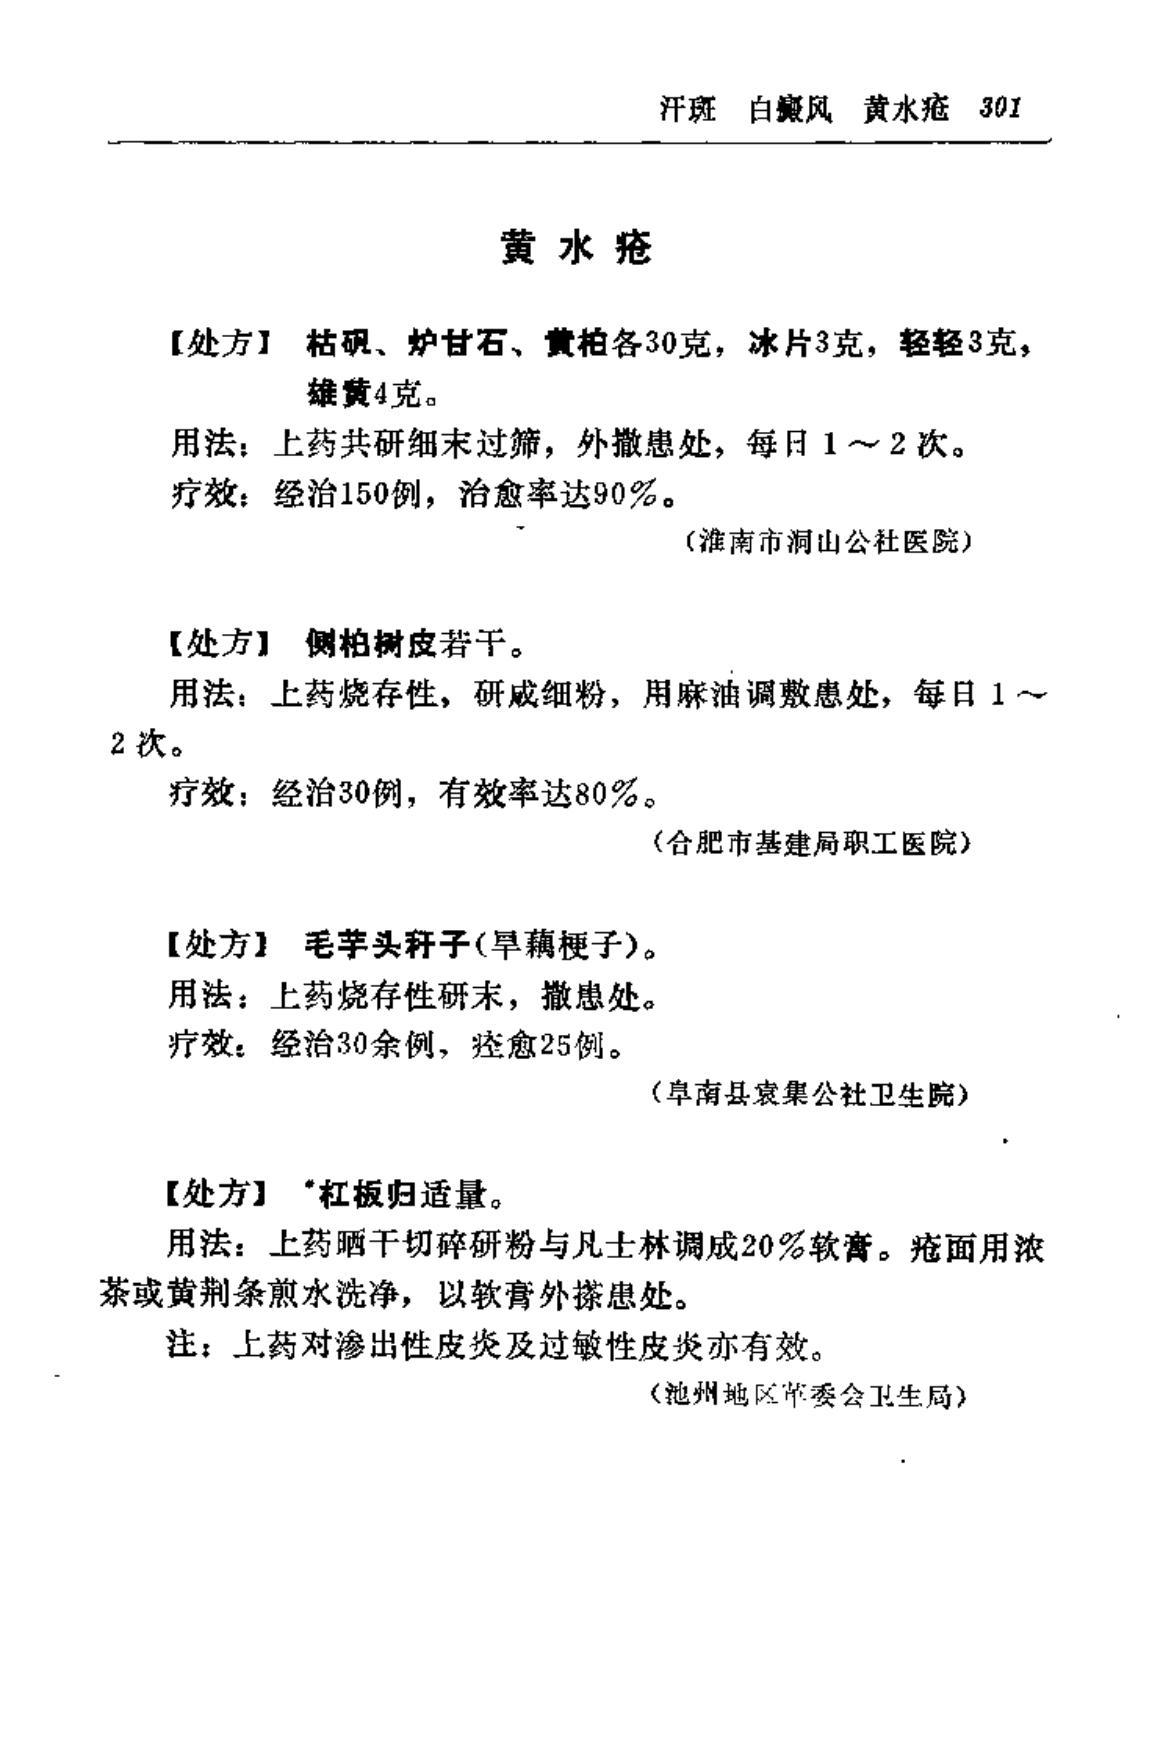 汗斑　白癜风　黄水疮　301
黄水疮
【处方】　枯矾、炉甘石、黄柏各30克，冰片3克，轻轻3克，
雄黄4克。
用法：上药共研细末过筛，外撒患处，每日1～2次。
疗效：经治150例，治愈率达90％。
（淮南市洞山公社医院）
【处方】　侧柏树皮若干。
用法：上药烧存性，研成细粉，用麻油调敷患处，每日1～
2次。
疗效：经治30例，有效率达80％。
（合肥市基建局职工医院）
【处方】　毛芋头秆子（旱藕梗子）。
用法：上药烧存性研末，撒患处。
疗效：经治30余例，痊愈25例。
（阜南县袁集公社卫生院）
【处方】　*杠板归适量。
用法：上药晒干切碎研粉与凡士林调成20％软膏。疮面用浓
茶或黄荆条煎水洗净，以软膏外搽患处。
注：上药对渗出性皮炎及过敏性皮炎亦有效。
（池州地区革委会卫生局）